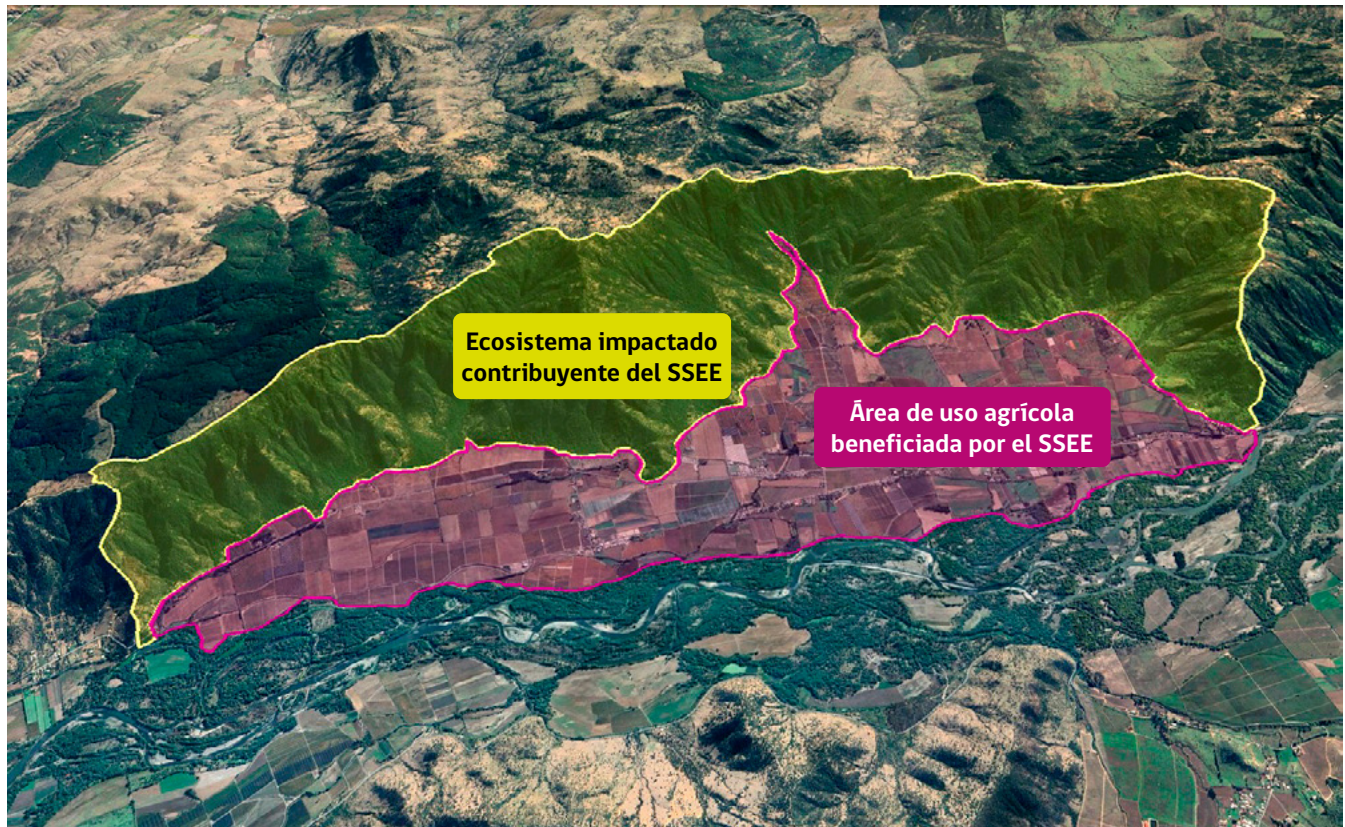 Ecosistema impactado
contribuyente del SSEE
Área de uso agrícola
beneficiada por el SSEE